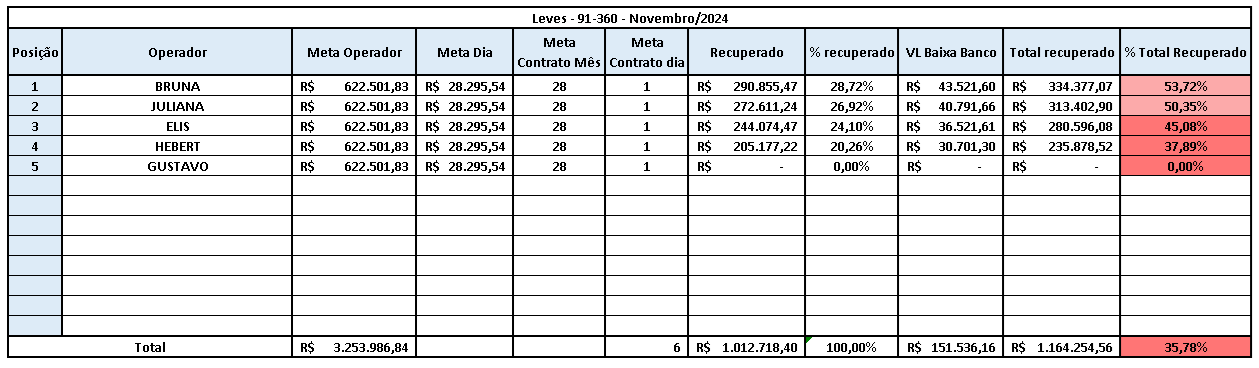 Leves - 91-360 - Novembro/2024
Posição Operador Meta Operador Meta Dia Meta Contrato Mês Meta Contrato dia Recuperado % recuperado VL Baixa Banco Total recuperado % Total Recuperado
1 BRUNA R$ 622.501,83 R$ 28.295,54 28 1 R$ 290.855,47 28,72% R$ 43.521,60 R$ 334.377,07 53,72%
2 JULIANA R$ 622.501,83 R$ 28.295,54 28 1 R$ 272.611,24 26,92% R$ 40.791,66 R$ 313.402,90 50,35%
3 ELIS R$ 622.501,83 R$ 28.295,54 28 1 R$ 244.074,47 24,10% R$ 36.521,61 R$ 280.596,08 45,08%
4 HEBERT R$ 622.501,83 R$ 28.295,54 28 1 R$ 205.177,22 20,26% R$ 30.701,30 R$ 235.878,52 37,89%
5 GUSTAVO R$ 622.501,83 R$ 28.295,54 28 1 R$ - 0,00% R$ - R$ - 0,00%
Total R$ 3.253.986,84 6 R$ 1.012.718,40 100,00% R$ 151.536,16 R$ 1.164.254,56 35,78%